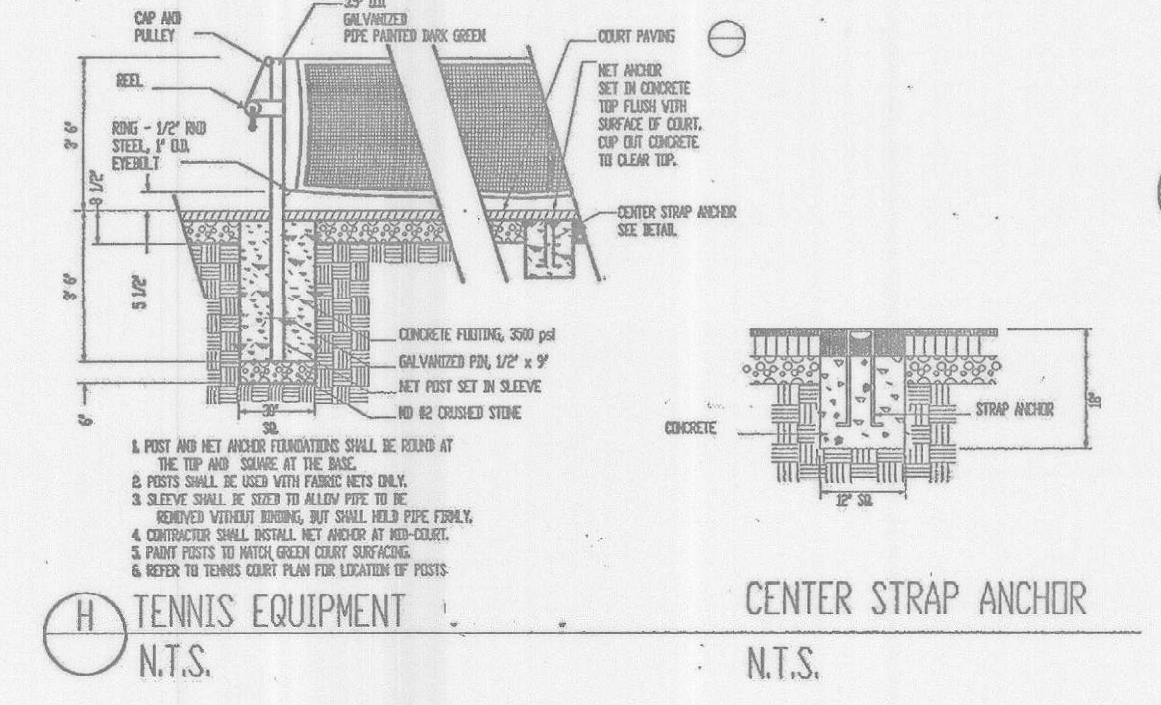 CAP AND
PULLEY
GALVANIZED
PIPE PAINTED DARK GREEN
REEL
RING - 1/2" RND
STEEL, 1" O.D.
EYEBOLT
COURT PAVING
NET ANCHOR
SET IN CONCRETE
TOP FLUSH WITH
SURFACE OF COURT.
CUP OUT CONCRETE
TO CLEAR TOP.
CENTER STRAP ANCHOR
SEE DETAIL
3' 6"
8 1/2"
3' 6"
5 1/2"
6"
CONCRETE FOOTING, 3500 psi
GALVANIZED PIN, 1/2" x 9"
NET POST SET IN SLEEVE
NO #2 CRUSHED STONE
30"
SQ.
1. POST AND NET ANCHOR FOUNDATIONS SHALL BE ROUND AT
THE TOP AND SQUARE AT THE BASE.
2. POSTS SHALL BE USED WITH FABRIC NETS ONLY.
3. SLEEVE SHALL BE SIZED TO ALLOW PIPE TO BE
REMOVED WITHOUT BINDING, BUT SHALL HOLD PIPE FIRMLY.
4. CONTRACTOR SHALL INSTALL NET ANCHOR AT MID-COURT.
5. PAINT POSTS TO MATCH GREEN COURT SURFACING.
6. REFER TO TENNIS COURT PLAN FOR LOCATION OF POSTS
H
TENNIS EQUIPMENT
N.T.S.
CONCRETE
STRAP ANCHOR
18"
12" SQ.
CENTER STRAP ANCHOR
N.T.S.